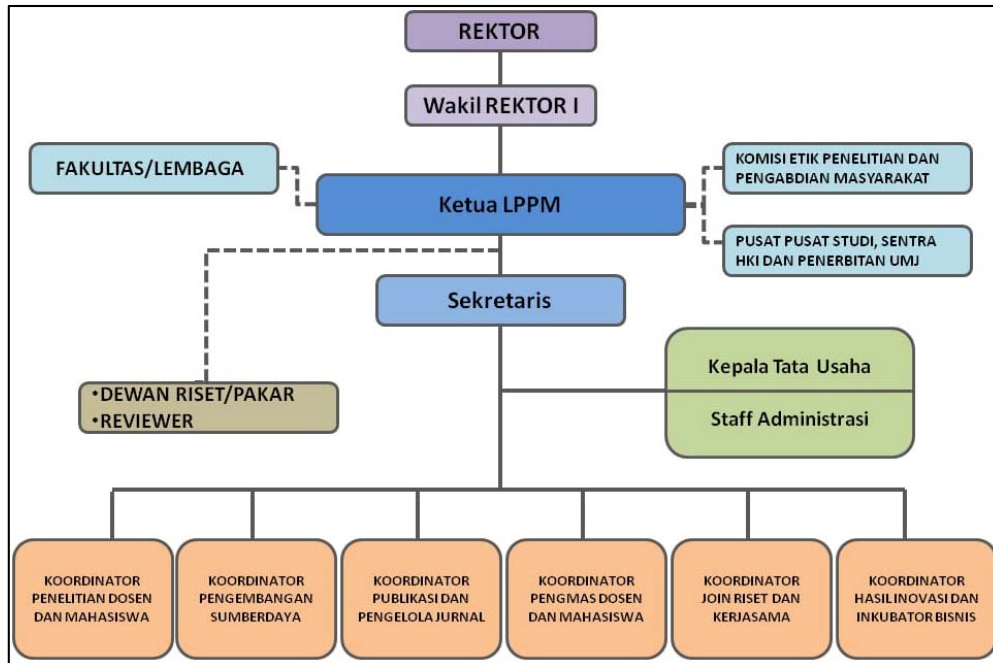 REKTOR
Wakil REKTOR I
FAKULTAS/LEMBAGA
KOMISI ETIK PENELITIAN DAN
PENGABDIAN MASYARAKAT
Ketua LPPM
PUSAT PUSAT STUDI, SENTRA
HKI DAN PENERBITAN UMJ
Sekretaris
Kepala Tata Usaha
Staff Administrasi
•DEWAN RISET/PAKAR
•REVIEWER
KOORDINATOR
PENELITIAN DOSEN
DAN MAHASISWA
KOORDINATOR
PENGEMBANGAN
SUMBERDAYA
KOORDINATOR
PUBLIKASI DAN
PENGELOLA JURNAL
KOORDINATOR
PENGMAS DOSEN
DAN MAHASISWA
KOORDINATOR
JOIN RISET DAN
KERJASAMA
KOORDINATOR
HASIL INOVASI DAN
INKUBATOR BISNIS